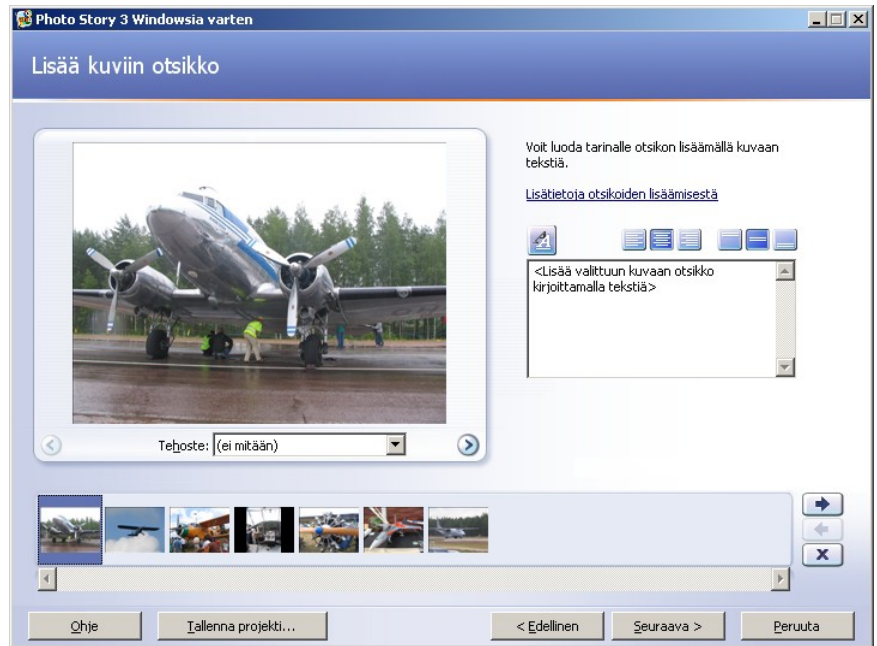 Photo Story 3 Windowsia varten
Lisää kuviin otsikko
Voit luoda tarinalle otsikon lisäämällä kuvaan
tekstiä.
Lisätietoja otsikoiden lisäämisestä
<Lisää valittuun kuvaan otsikko
kirjoittamalla tekstiä>
Tehoste: (ei mitään)
Ohje
Tallenna projekti...
< Edellinen
Seuraava >
Peruuta